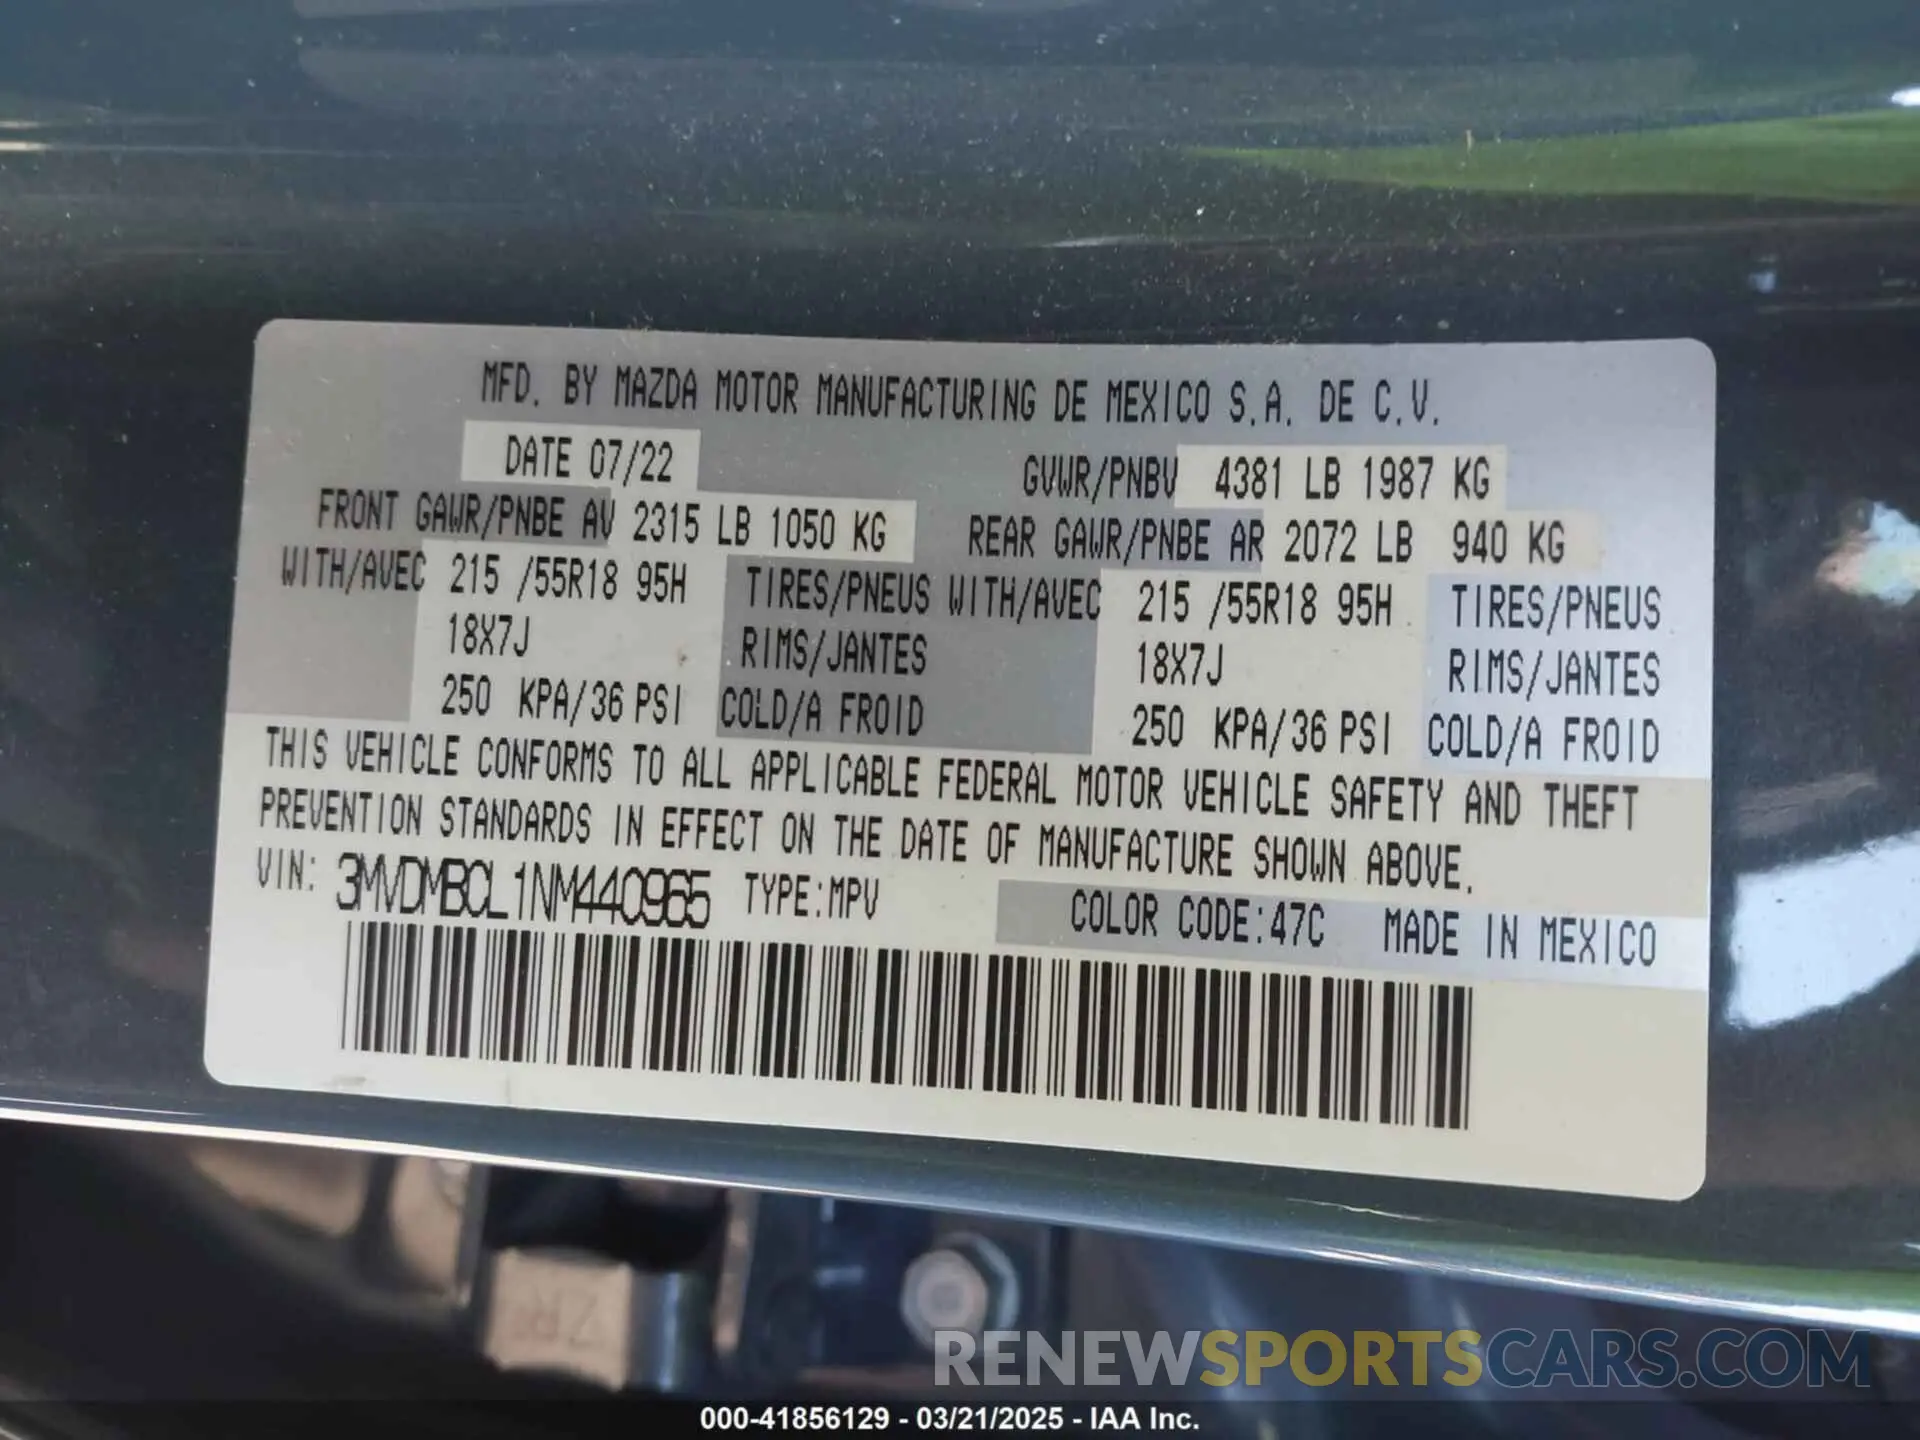 MFD. BY MAZDA MOTOR MANUFACTURING DE MEXICO S.A. DE C.V.
DATE 07/22 GVWR/PNBV 4381 LB 1987 KG
FRONT GAWR/PNBE AV 2315 LB 1050 KG REAR GAWR/PNBE AR 2072 LB 940 KG
WITH/AVEC 215 /55R18 95H TIRES/PNEUS WITH/AVEC 215 /55R18 95H TIRES/PNEUS
18X7J RIMS/JANTES 18X7J RIMS/JANTES
250 KPA/36 PSI COLD/A FROID 250 KPA/36 PSI COLD/A FROID
THIS VEHICLE CONFORMS TO ALL APPLICABLE FEDERAL MOTOR VEHICLE SAFETY AND THEFT
PREVENTION STANDARDS IN EFFECT ON THE DATE OF MANUFACTURE SHOWN ABOVE.
VIN: 3MVDMBCL1NM440965 TYPE:MPV COLOR CODE:47C MADE IN MEXICO
RENEWSPORTSCARS.COM
000-41856129 - 03/21/2025 - IAA Inc.